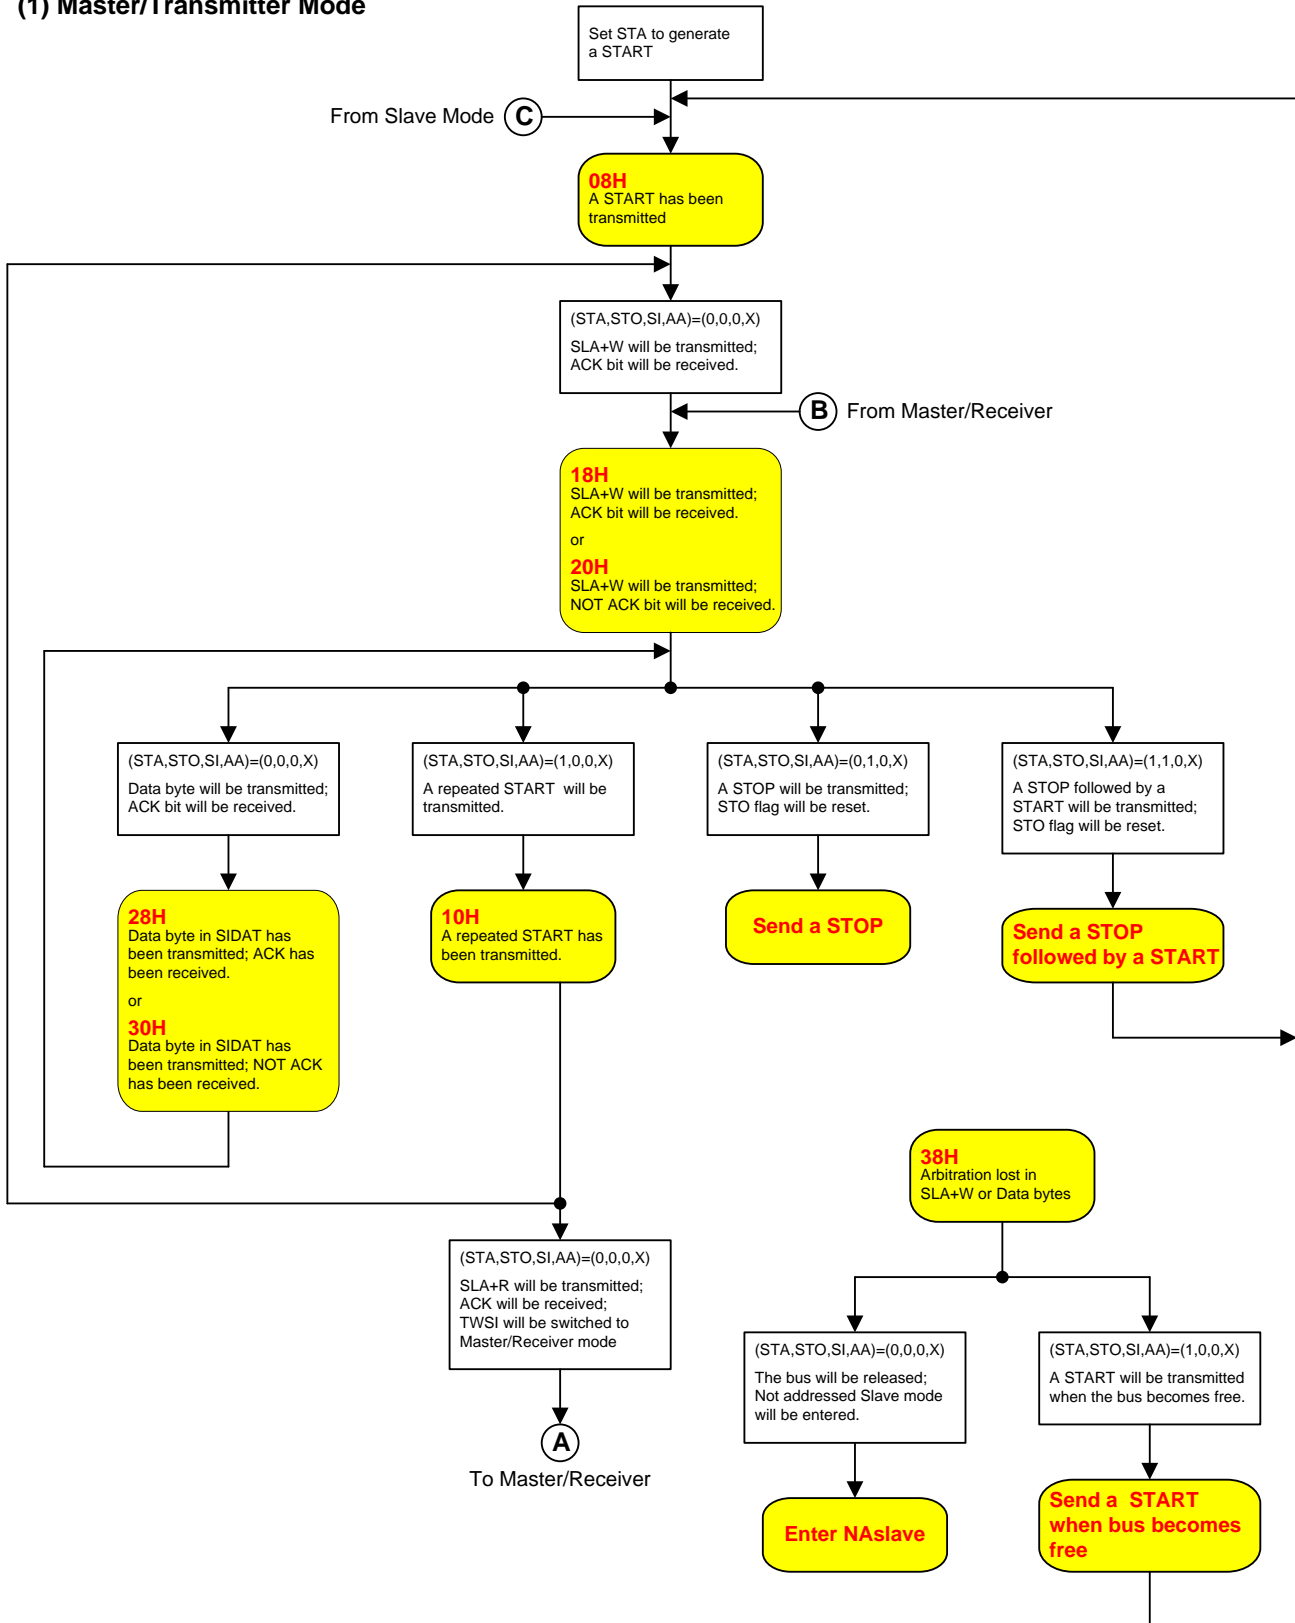 (1) Master/Transmitter Mode
Set STA to generate
a START
From Slave Mode
C
08H
A START has been
transmitted
(STA,STO,SI,AA)=(0,0,0,X)
SLA+W will be transmitted;
ACK bit will be received.
B
From Master/Receiver
18H
SLA+W will be transmitted;
ACK bit will be received.
or
20H
SLA+W will be transmitted;
NOT ACK bit will be received.
(STA,STO,SI,AA)=(0,0,0,X)
Data byte will be transmitted;
ACK bit will be received.
(STA,STO,SI,AA)=(1,0,0,X)
A repeated START will be
transmitted.
(STA,STO,SI,AA)=(0,1,0,X)
A STOP will be transmitted;
STO flag will be reset.
(STA,STO,SI,AA)=(1,1,0,X)
A STOP followed by a
START will be transmitted;
STO flag will be reset.
28H
Data byte in SIDAT has
been transmitted; ACK has
been received.
or
30H
Data byte in SIDAT has
been transmitted; NOT ACK
has been received.
10H
A repeated START has
been transmitted.
Send a STOP
Send a STOP
followed by a START
38H
Arbitration lost in
SLA+W or Data bytes
(STA,STO,SI,AA)=(0,0,0,X)
SLA+R will be transmitted;
ACK will be received;
TWSI will be switched to
Master/Receiver mode
A
To Master/Receiver
(STA,STO,SI,AA)=(0,0,0,X)
The bus will be released;
Not addressed Slave mode
will be entered.
(STA,STO,SI,AA)=(1,0,0,X)
A START will be transmitted
when the bus becomes free.
Enter NAslave
Send a START
when bus becomes
free